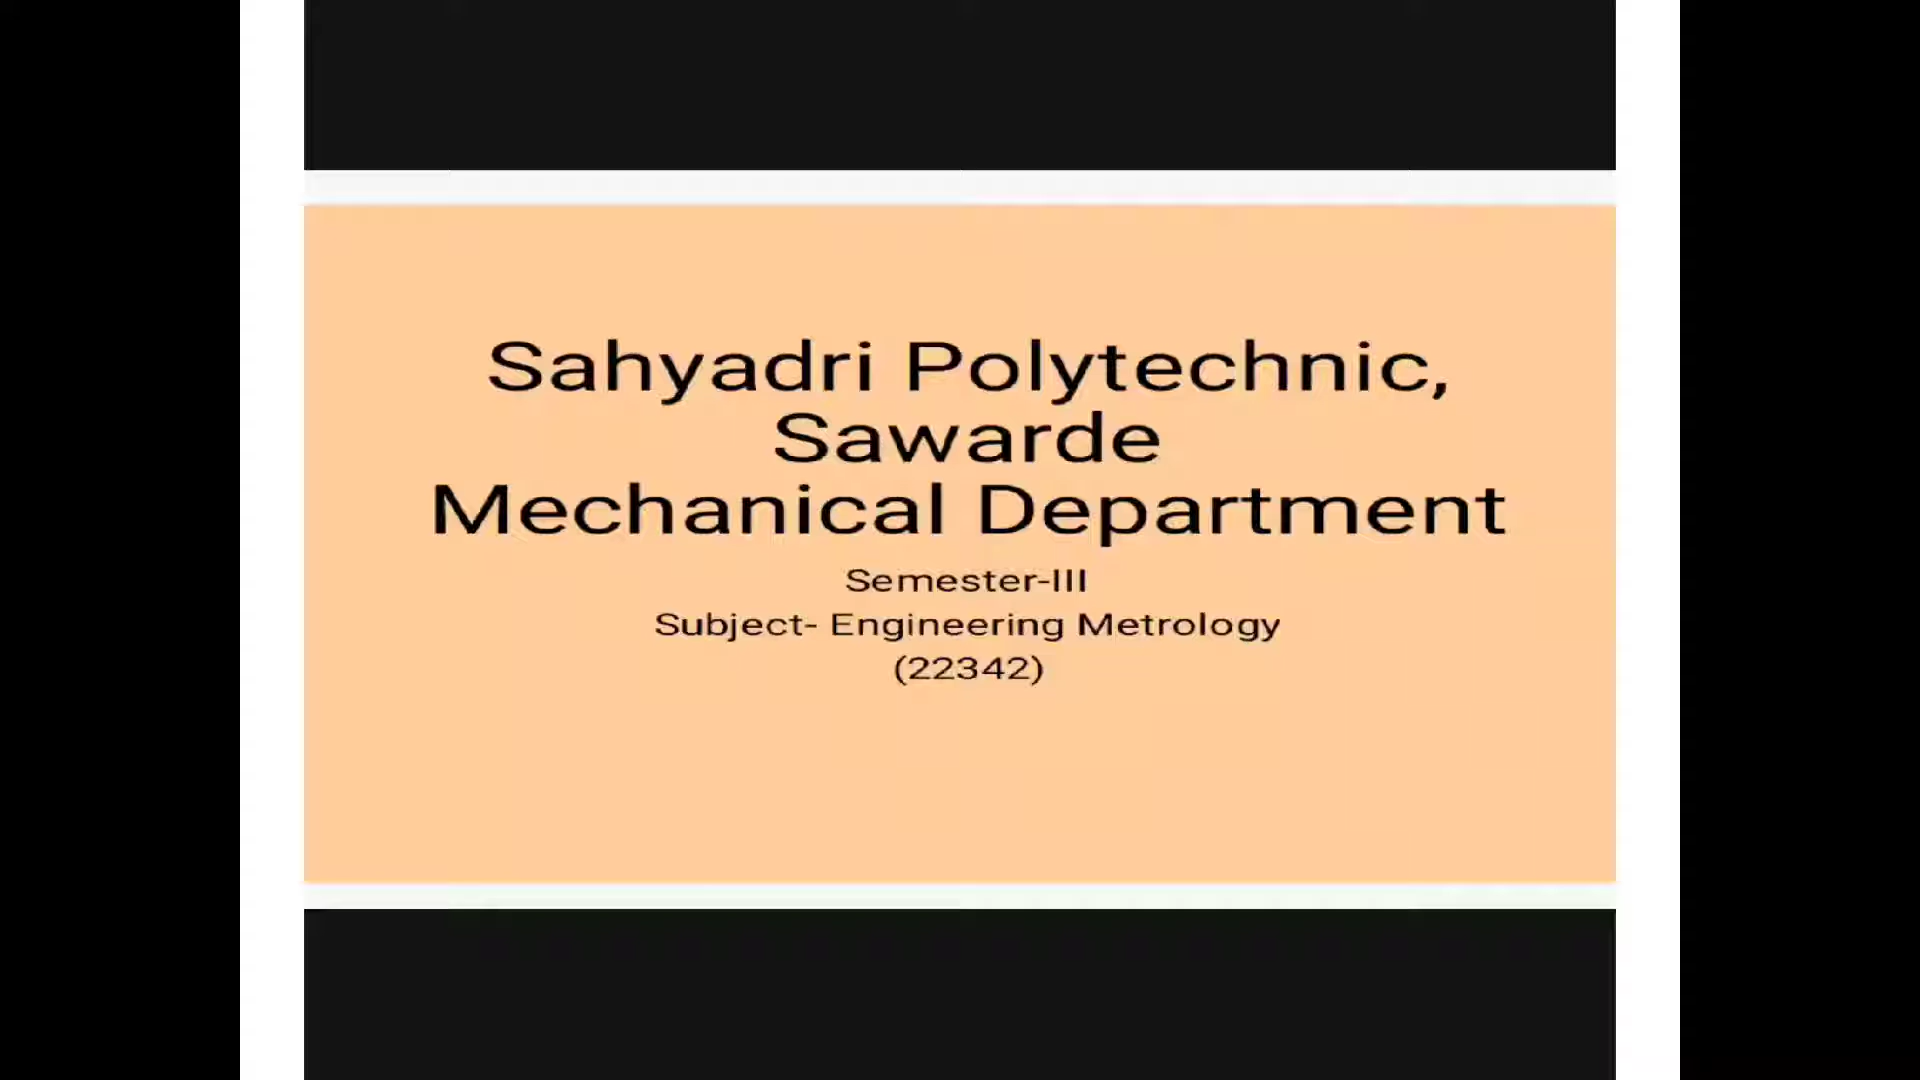 Sahyadri Polytechnic,
Sawarde
Mechanical Department
Semester-III
Subject- Engineering Metrology
(22342)